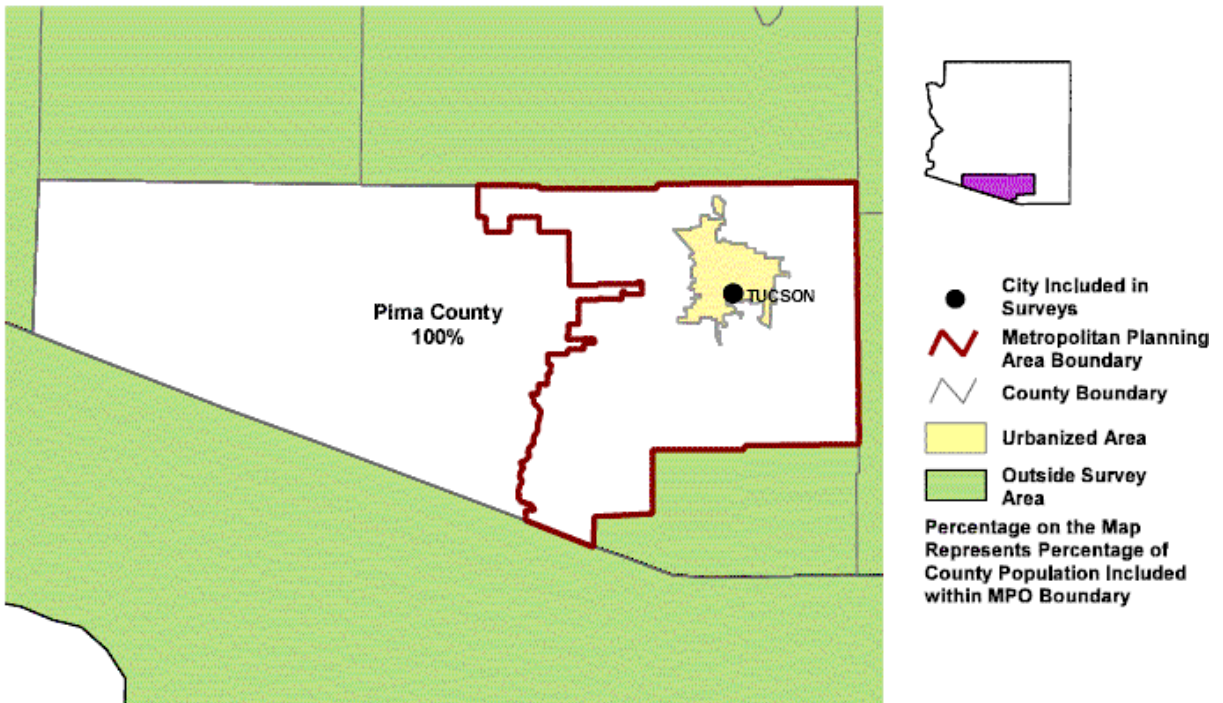 Pima County
100%
TUCSON
City Included in
Surveys
Metropolitan Planning
Area Boundary
County Boundary
Urbanized Area
Outside Survey
Area
Percentage on the Map
Represents Percentage of
County Population Included
within MPO Boundary